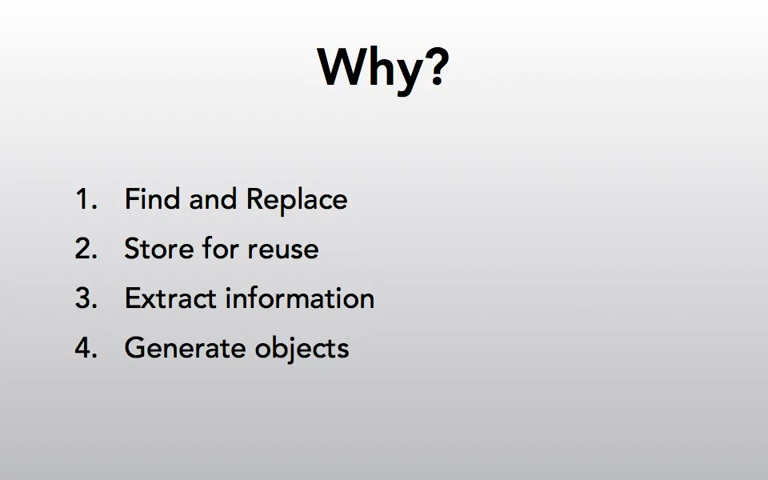 Why?
1. Find and Replace
2. Store for reuse
3. Extract information
4. Generate objects